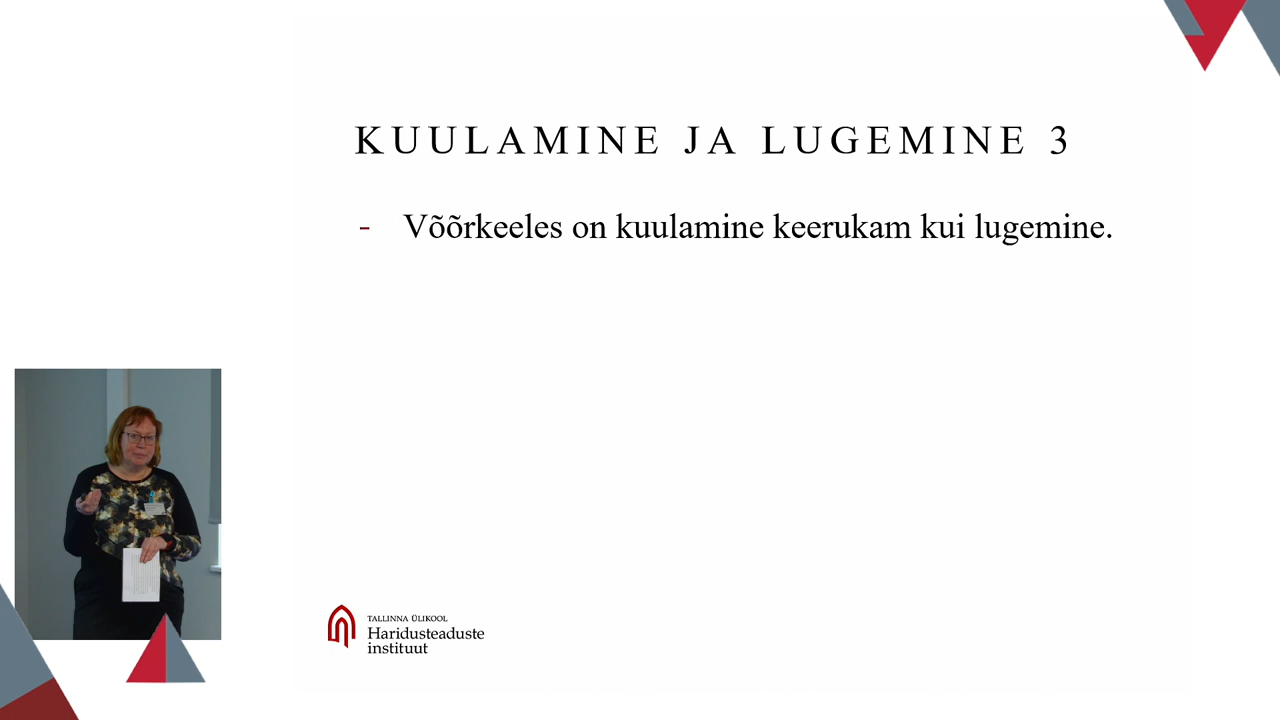 KUULAMINE JA LUGEMINE 3
- Võõrkeeles on kuulamine keerukam kui lugemine.
TALLINNA ÜLIKOOL
Haridusteaduste
instituut